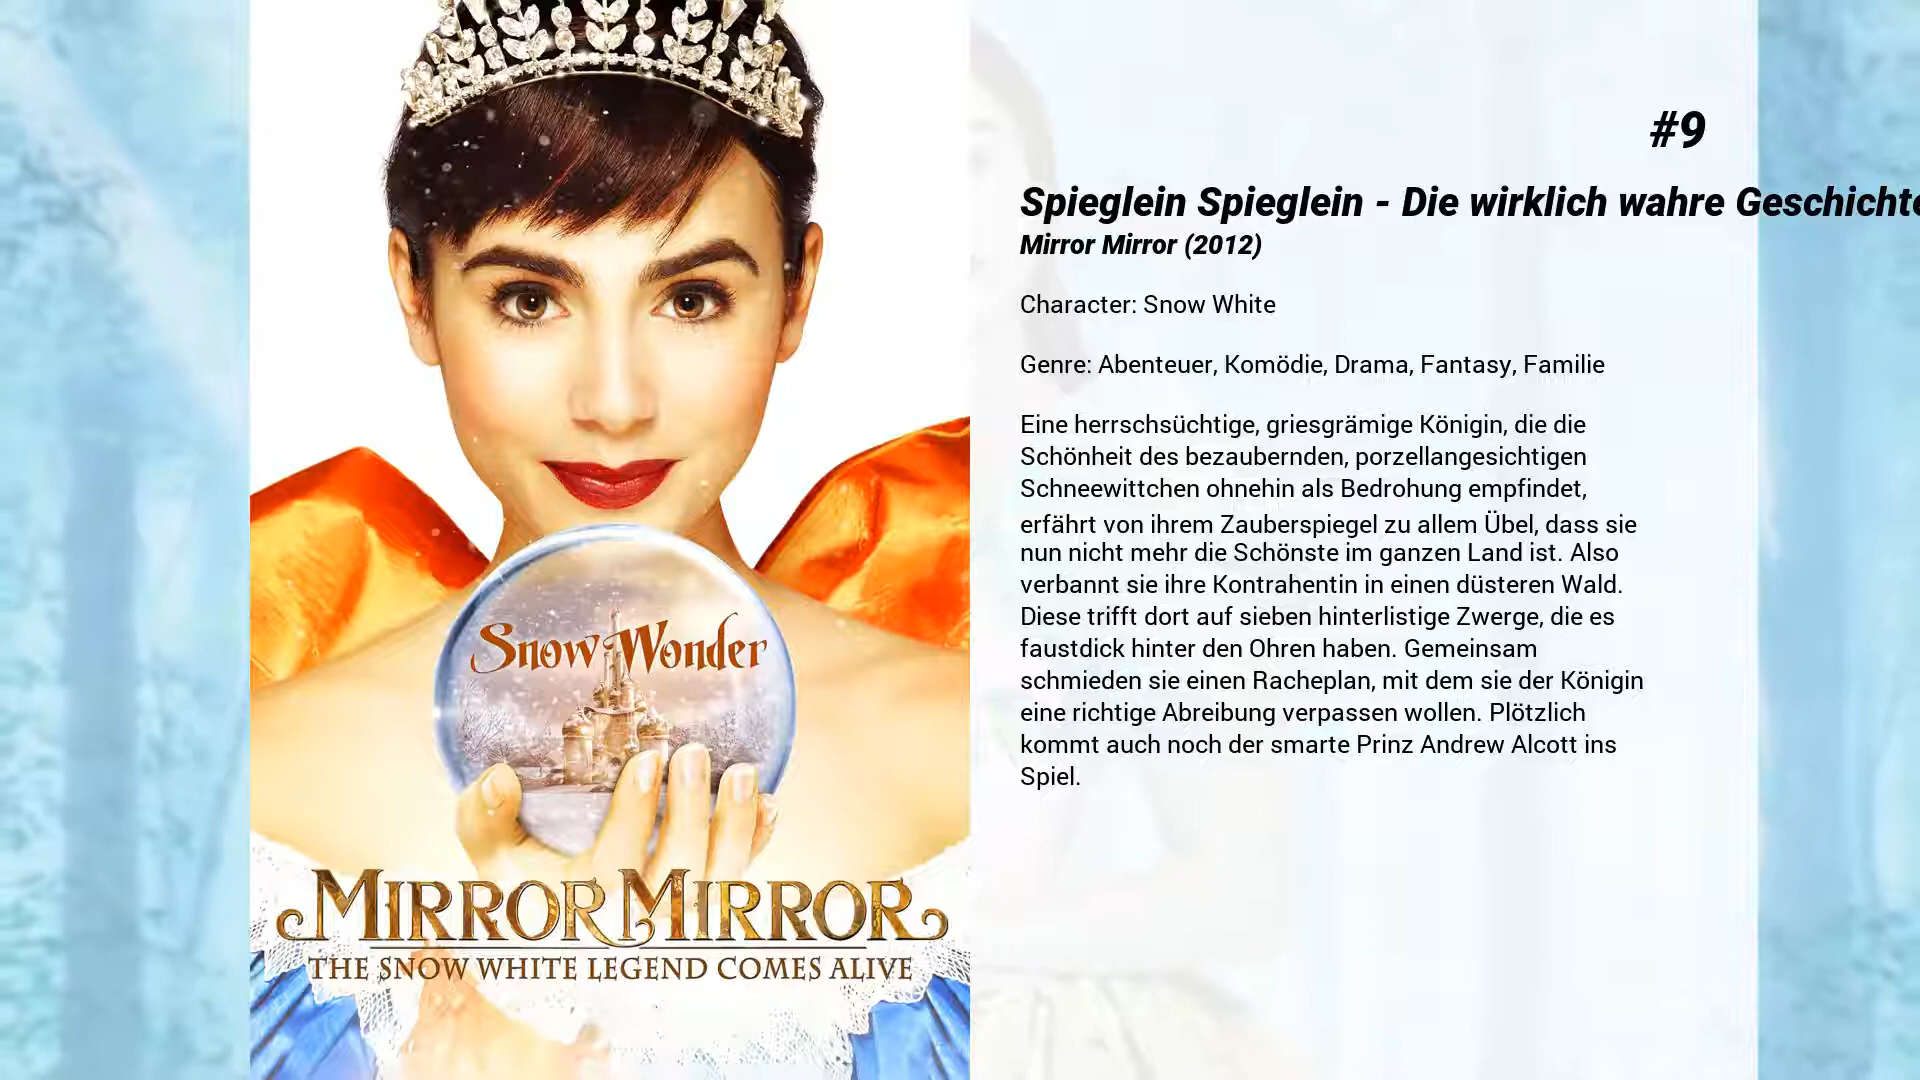 #9
Spieglein Spieglein - Die wirklich wahre Geschichte
Mirror Mirror (2012)
Character: Snow White
Genre: Abenteuer, Komödie, Drama, Fantasy, Familie
Eine herrschsüchtige, griesgrämige Königin, die die
Schönheit des bezaubernden, porzellangesichtigen
Schneewittchen ohnehin als Bedrohung empfindet,
erfährt von ihrem Zauberspiegel zu allem Übel, dass sie
nun nicht mehr die Schönste im ganzen Land ist. Also
verbannt sie ihre Kontrahentin in einen düsteren Wald.
Diese trifft dort auf sieben hinterlistige Zwerge, die es
faustdick hinter den Ohren haben. Gemeinsam
schmieden sie einen Racheplan, mit dem sie der Königin
eine richtige Abreibung verpassen wollen. Plötzlich
kommt auch noch der smarte Prinz Andrew Alcott ins
Spiel.
Snow Wonder
MIRROR MIRROR
THE SNOW WHITE LEGEND COMES ALIVE